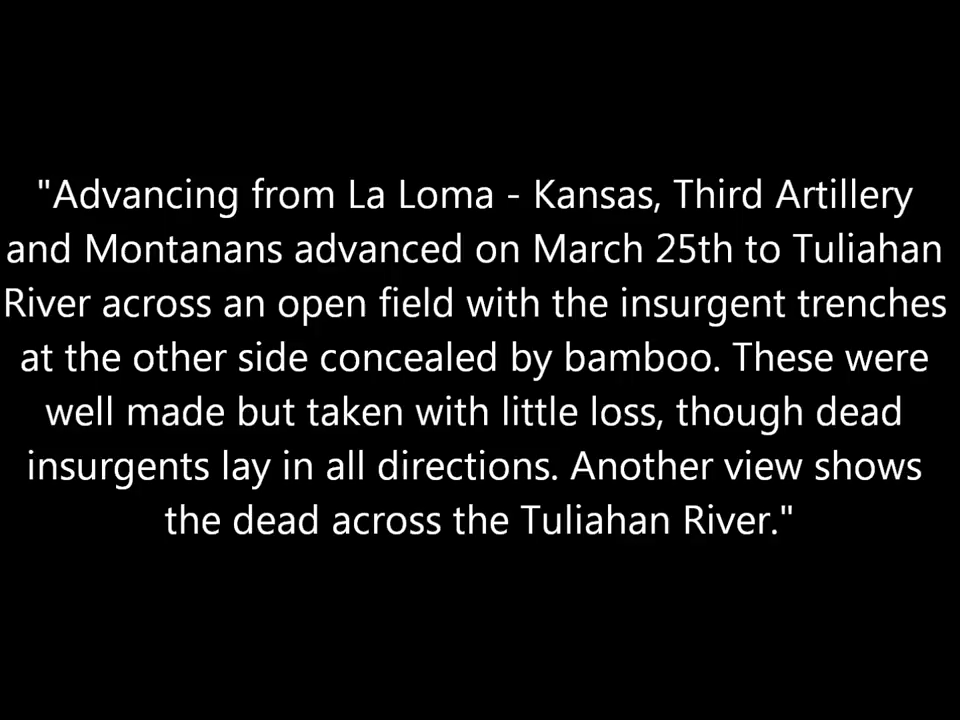 "Advancing from La Loma - Kansas, Third Artillery
and Montanans advanced on March 25th to Tuliahan
River across an open field with the insurgent trenches
at the other side concealed by bamboo. These were
well made but taken with little loss, though dead
insurgents lay in all directions. Another view shows
the dead across the Tuliahan River."